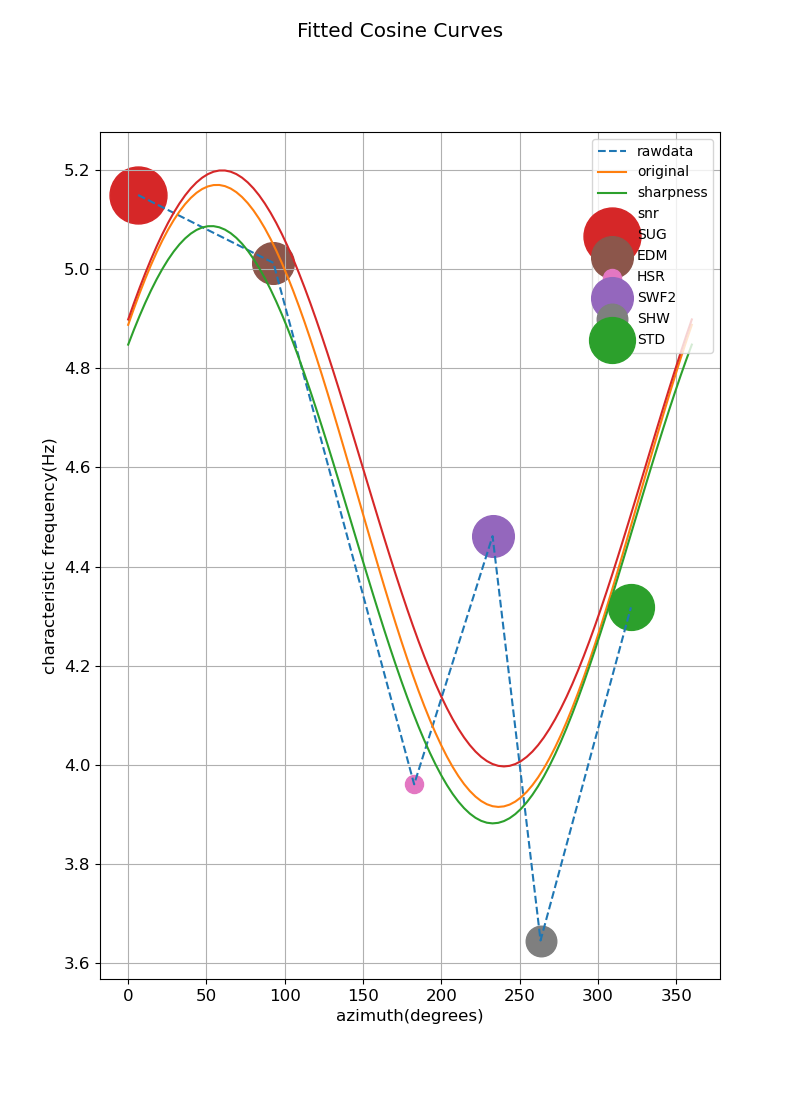 Fitted Cosine Curves
rawdata
original
sharpness
snr
SUG
EDM
HSR
SWF2
SHW
STD
characteristic frequency(Hz)
5.2
5.0
4.8
4.6
4.4
4.2
4.0
3.8
3.6
0 50 100 150 200 250 300 350
azimuth(degrees)